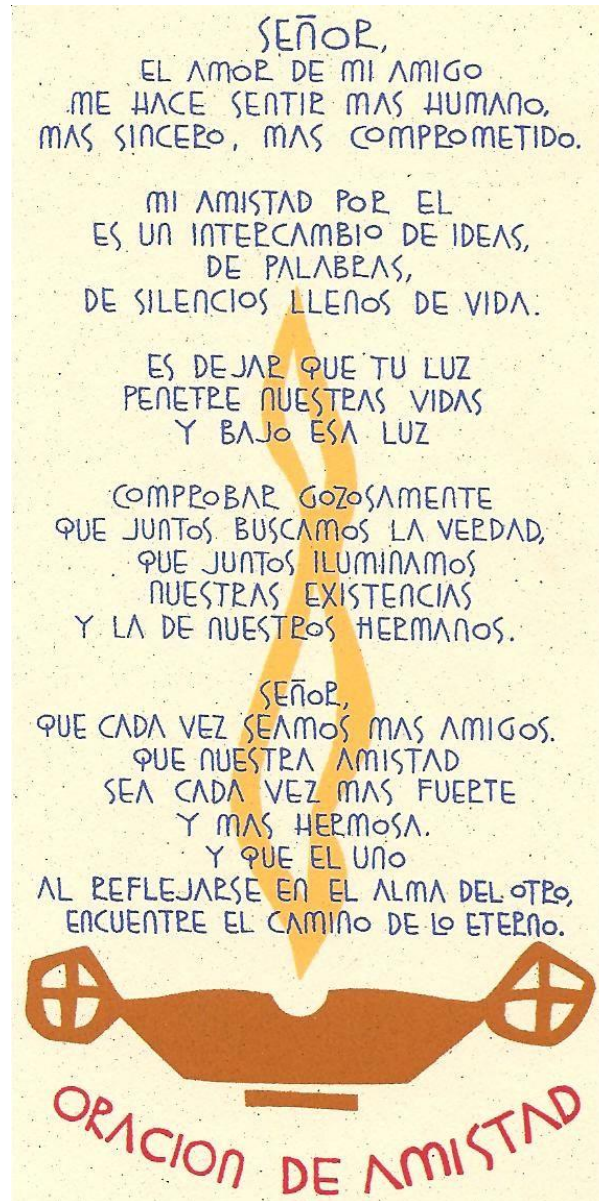 SEÑOR,
EL AMOR DE MI AMIGO
ME HACE SENTIR MAS HUMANO,
MAS SINCERO, MAS COMPROMETIDO.
MI AMISTAD POR EL
ES UN INTERCAMBIO DE IDEAS,
DE PALABRAS,
DE SILENCIOS LLENOS DE VIDA.
ES DEJAR QUE TU LUZ
PENETRE NUESTRAS VIDAS
Y BAJO ESA LUZ
COMPROBAR GOZOSAMENTE
QUE JUNTOS BUSCAMOS LA VERDAD,
QUE JUNTOS ILUMINAMOS
NUESTRAS EXISTENCIAS
Y LA DE NUESTROS HERMANOS.
SEÑOR,
QUE CADA VEZ SEAMOS MAS AMIGOS.
QUE NUESTRA AMISTAD
SEA CADA VEZ MAS FUERTE
Y MAS HERMOSA.
Y QUE EL UNO
AL REFLEJARSE EN EL ALMA DEL OTRO,
ENCUENTRE EL CAMINO DE LO ETERNO.
ORACION DE AMISTAD